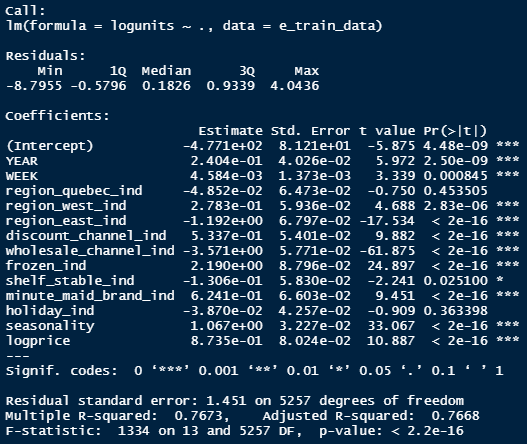 Call:
lm(formula = logunits ~ ., data = e_train_data)
Residuals:
Min 1Q Median 3Q Max
-8.7955 -0.5796 0.1826 0.9339 4.0436
Coefficients:
Estimate Std. Error t value Pr(>|t|)
(Intercept) -4.771e+02 8.121e+01 -5.875 4.48e-09 ***
YEAR 2.404e-01 4.026e-02 5.972 2.50e-09 ***
WEEK 4.584e-03 1.373e-03 3.339 0.000845 ***
region_quebec_ind -4.852e-02 6.473e-02 -0.750 0.453505
region_west_ind 2.783e-01 5.936e-02 4.688 2.83e-06 ***
region_east_ind -1.192e+00 6.797e-02 -17.534 < 2e-16 ***
discount_channel_ind 5.337e-01 5.401e-02 9.882 < 2e-16 ***
wholesale_channel_ind -3.571e+00 5.771e-02 -61.875 < 2e-16 ***
frozen_ind 2.190e+00 8.796e-02 24.897 < 2e-16 ***
shelf_stable_ind -1.306e-01 5.830e-02 -2.241 0.025100 *
minute_maid_brand_ind 6.241e-01 6.603e-02 9.451 < 2e-16 ***
holiday_ind -3.870e-02 4.257e-02 -0.909 0.363398
seasonality 1.067e+00 3.227e-02 33.067 < 2e-16 ***
logprice 8.735e-01 8.024e-02 10.887 < 2e-16 ***
---
Signif. codes: 0 ‘***’ 0.001 ‘**’ 0.01 ‘*’ 0.05 ‘.’ 0.1 ‘ ’ 1
Residual standard error: 1.451 on 5257 degrees of freedom
Multiple R-squared: 0.7673, Adjusted R-squared: 0.7668
F-statistic: 1334 on 13 and 5257 DF, p-value: < 2.2e-16